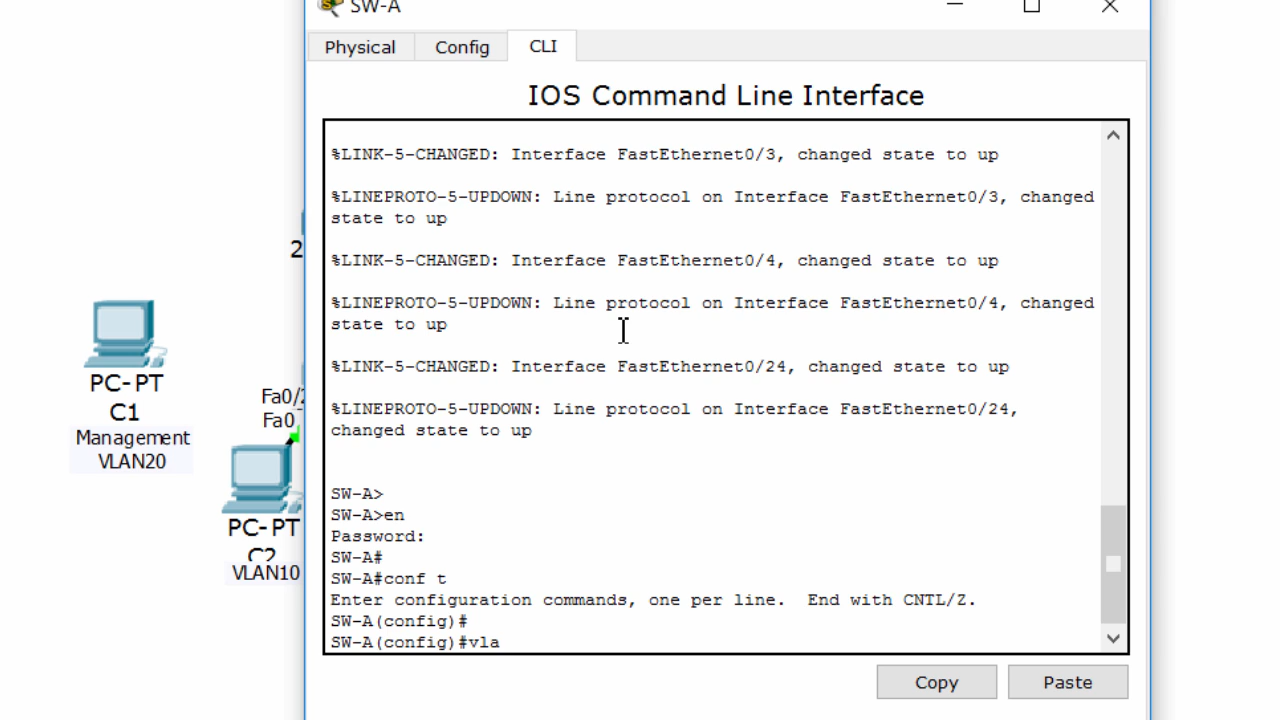 SW-A
Physical
Config
CLI
IOS Command Line Interface
%LINK-5-CHANGED: Interface FastEthernet0/3, changed state to up
%LINEPROTO-5-UPDOWN: Line protocol on Interface FastEthernet0/3, changed
state to up
%LINK-5-CHANGED: Interface FastEthernet0/4, changed state to up
%LINEPROTO-5-UPDOWN: Line protocol on Interface FastEthernet0/4, changed
state to up
%LINK-5-CHANGED: Interface FastEthernet0/24, changed state to up
%LINEPROTO-5-UPDOWN: Line protocol on Interface FastEthernet0/24,
changed state to up
SW-A>
SW-A>en
Password:
SW-A#
SW-A#conf t
Enter configuration commands, one per line.  End with CNTL/Z.
SW-A(config)#
SW-A(config)#vla
Copy
Paste
2
PC-PT
C1
Management
VLAN20
Fa0/2
Fa0
PC-PT
C2
VLAN10